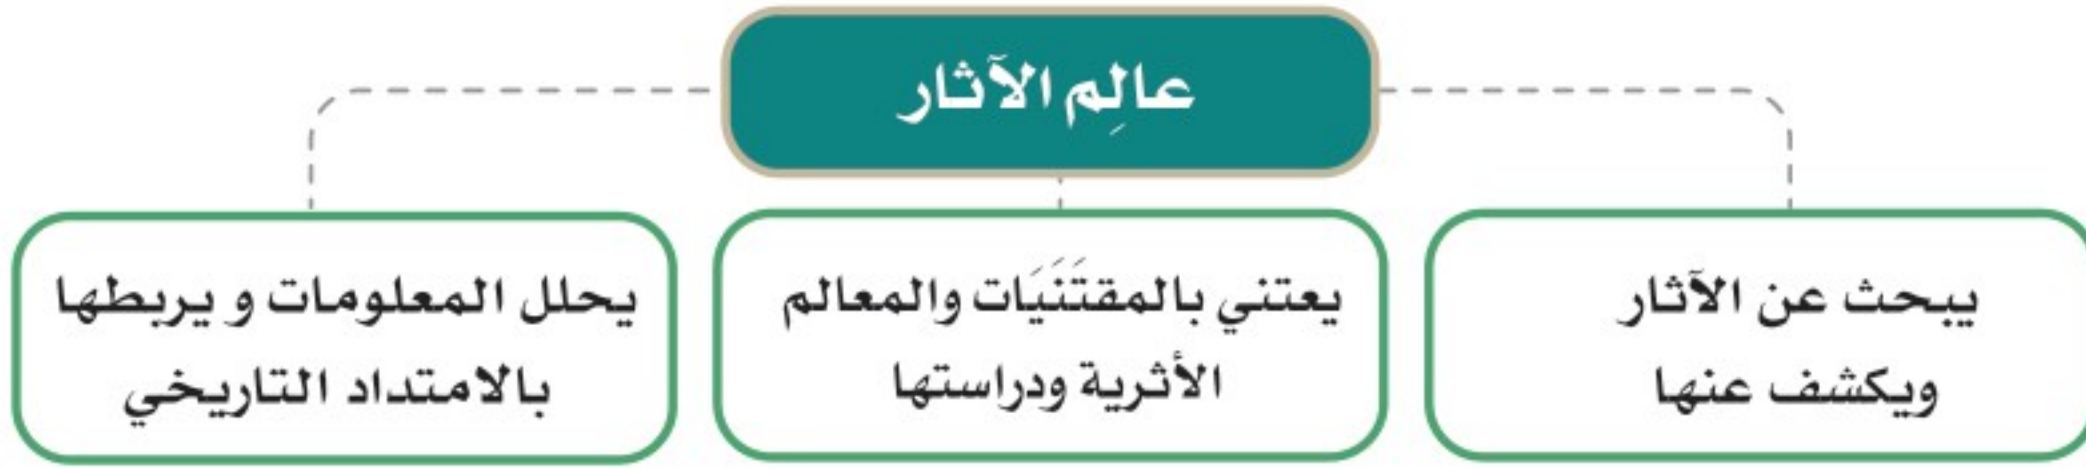 عالِم الآثار
يبحث عن الآثار
ويكشف عنها
يعتني بالمقتَنَيَات والمعالم
الأثرية ودراستها
يحلل المعلومات و يربطها
بالامتداد التاريخي